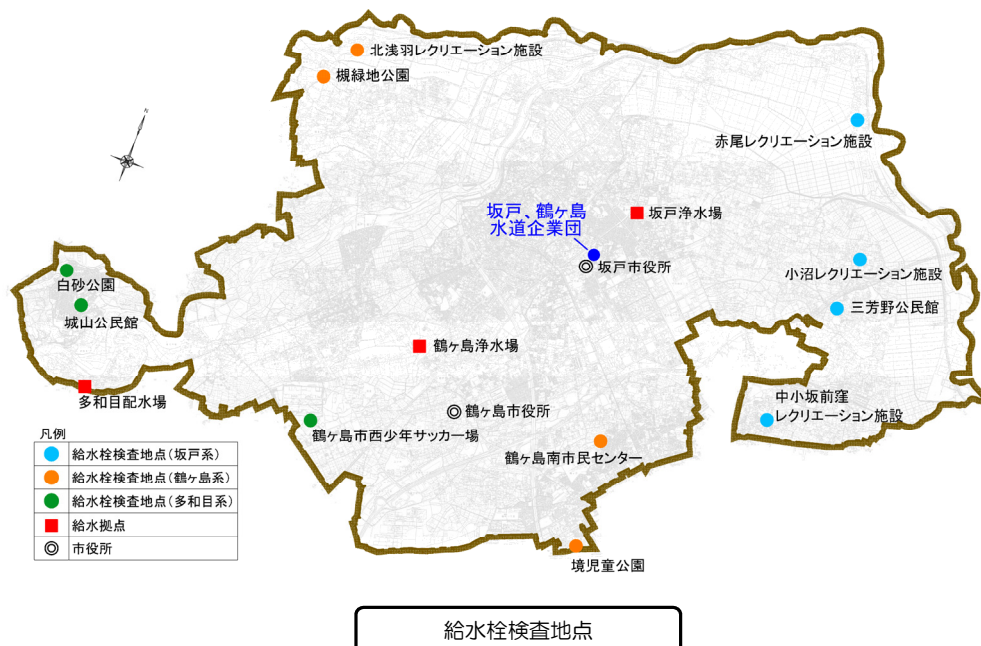 北浅羽レクリエーション施設
槻緑地公園
赤尾レクリエーション施設
坂戸、鶴ヶ島
水道企業団
坂戸浄水場
坂戸市役所
小沼レクリエーション施設
白砂公園
城山公民館
三芳野公民館
鶴ヶ島浄水場
多和目配水場
中小坂前窪
レクリエーション施設
鶴ヶ島市役所
鶴ヶ島市西少年サッカー場
鶴ヶ島南市民センター
境児童公園
凡例
給水栓検査地点(坂戸系)
給水栓検査地点(鶴ヶ島系)
給水栓検査地点(多和目系)
給水拠点
市役所
給水栓検査地点